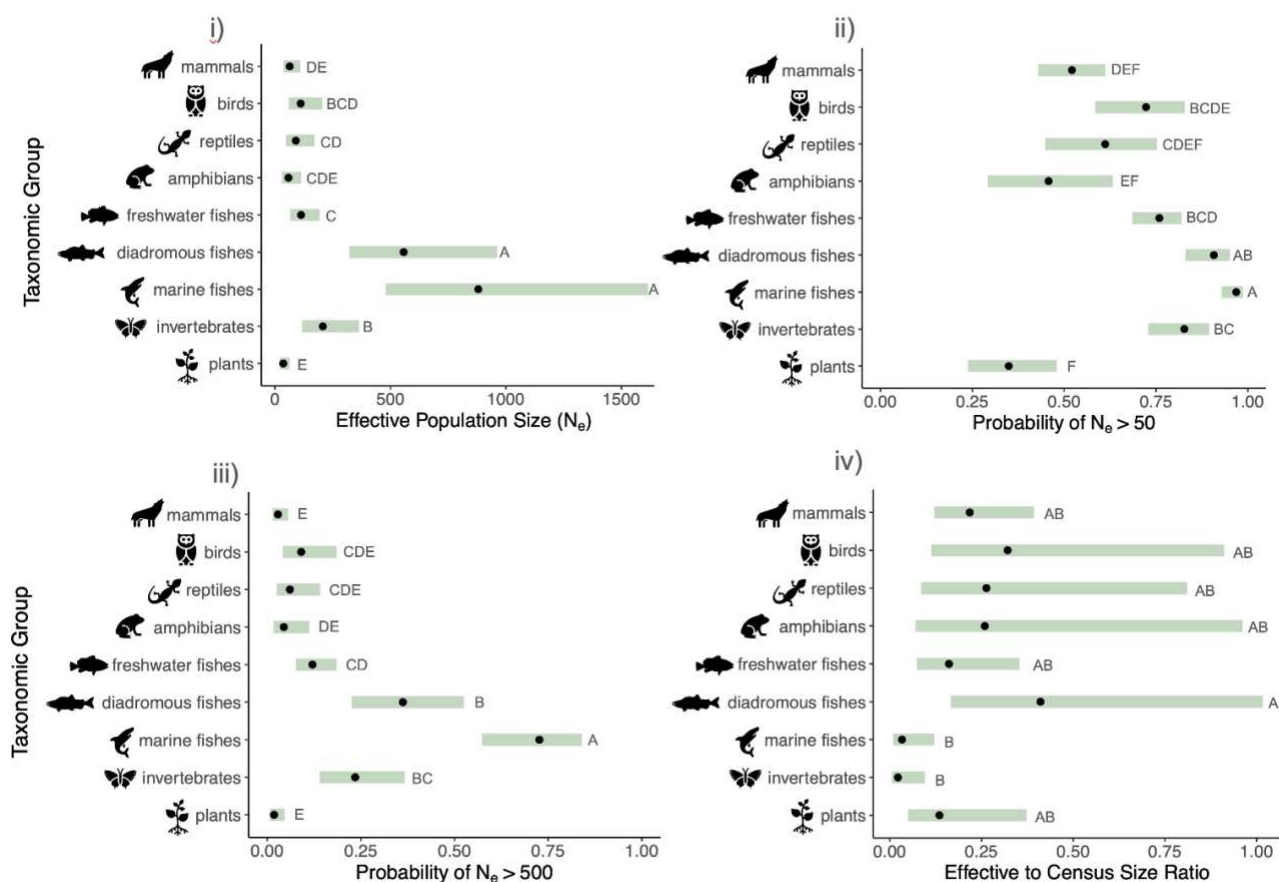 i)
Taxonomic Group
mammals DE
birds BCD
reptiles CD
amphibians CDE
freshwater fishes C
diadromous fishes A
marine fishes A
invertebrates B
plants E
0 500 1000 1500
Effective Population Size (Ne)
ii)
mammals DEF
birds BCDE
reptiles CDEF
amphibians EF
freshwater fishes BCD
diadromous fishes AB
marine fishes A
invertebrates BC
plants F
0.00 0.25 0.50 0.75 1.00
Probability of Ne > 50
iii)
Taxonomic Group
mammals E
birds CDE
reptiles CDE
amphibians DE
freshwater fishes CD
diadromous fishes B
marine fishes A
invertebrates BC
plants E
0.00 0.25 0.50 0.75 1.00
Probability of Ne > 500
iv)
mammals AB
birds AB
reptiles AB
amphibians AB
freshwater fishes AB
diadromous fishes A
marine fishes B
invertebrates B
plants AB
0.00 0.25 0.50 0.75 1.00
Effective to Census Size Ratio